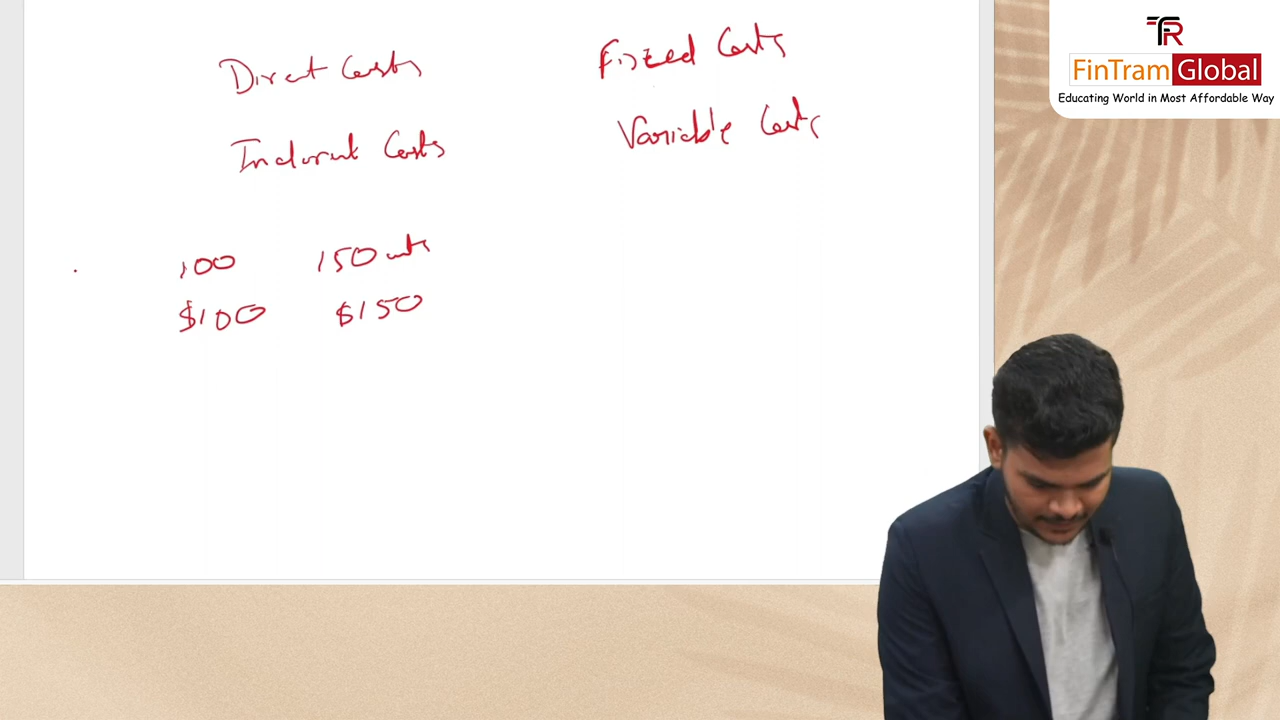 Direct Costs
Indirect Costs
Fixed Costs
Variable Costs
100 150 units
$100 $150
TR
FinTram Global
Educating World in Most Affordable Way